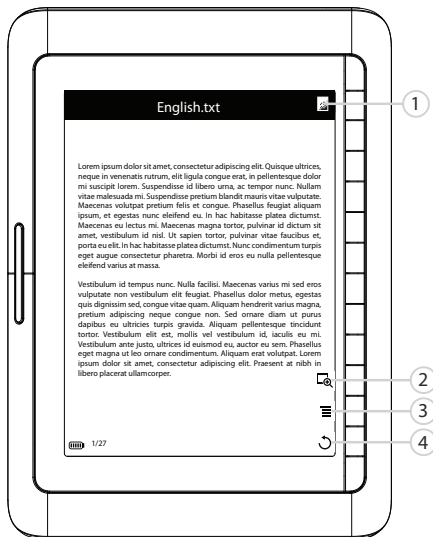 English.txt
1
Lorem ipsum dolor sit amet, consectetur adipiscing elit. Quisque ultrices,
neque in venenatis rutrum, elit ligula congue erat, in pellentesque dolor
mi suscipit lorem. Suspendisse id libero urna, ac tempor nunc. Nullam
vitae malesuada mi. Suspendisse pretium blandit mauris vitae vulputate.
Maecenas volutpat pretium felis et congue. Phasellus feugiat aliquam
ipsum, et egestas nunc eleifend eu. In hac habitasse platea dictumst.
Maecenas eu lectus mi. Maecenas magna tortor, pulvinar id dictum sit
amet, vestibulum id nisl. Ut sapien tortor, pulvinar vitae faucibus et,
porta eu elit. In hac habitasse platea dictumst. Nunc condimentum turpis
eget augue consectetur pharetra. Morbi id eros eu nulla pellentesque
eleifend varius at massa.
Vestibulum id tempus nunc. Nulla facilisi. Maecenas varius mi sed eros
vulputate non vestibulum elit feugiat. Phasellus dolor metus, egestas
quis dignissim sed, congue vitae quam. Aliquam hendrerit varius magna,
pretium adipiscing neque congue non. Sed ornare diam ut purus
dapibus eu ultricies turpis gravida. Aliquam pellentesque tincidunt
tortor. Vestibulum elit est, mollis vel vestibulum id, iaculis eu mi.
Vestibulum ante justo, ultrices id euismod eu, auctor eu sem. Phasellus
eget magna ut leo ornare condimentum. Aliquam erat volutpat. Lorem
ipsum dolor sit amet, consectetur adipiscing elit. Praesent at nibh in
libero placerat ullamcorper.
2
3
1/27
4